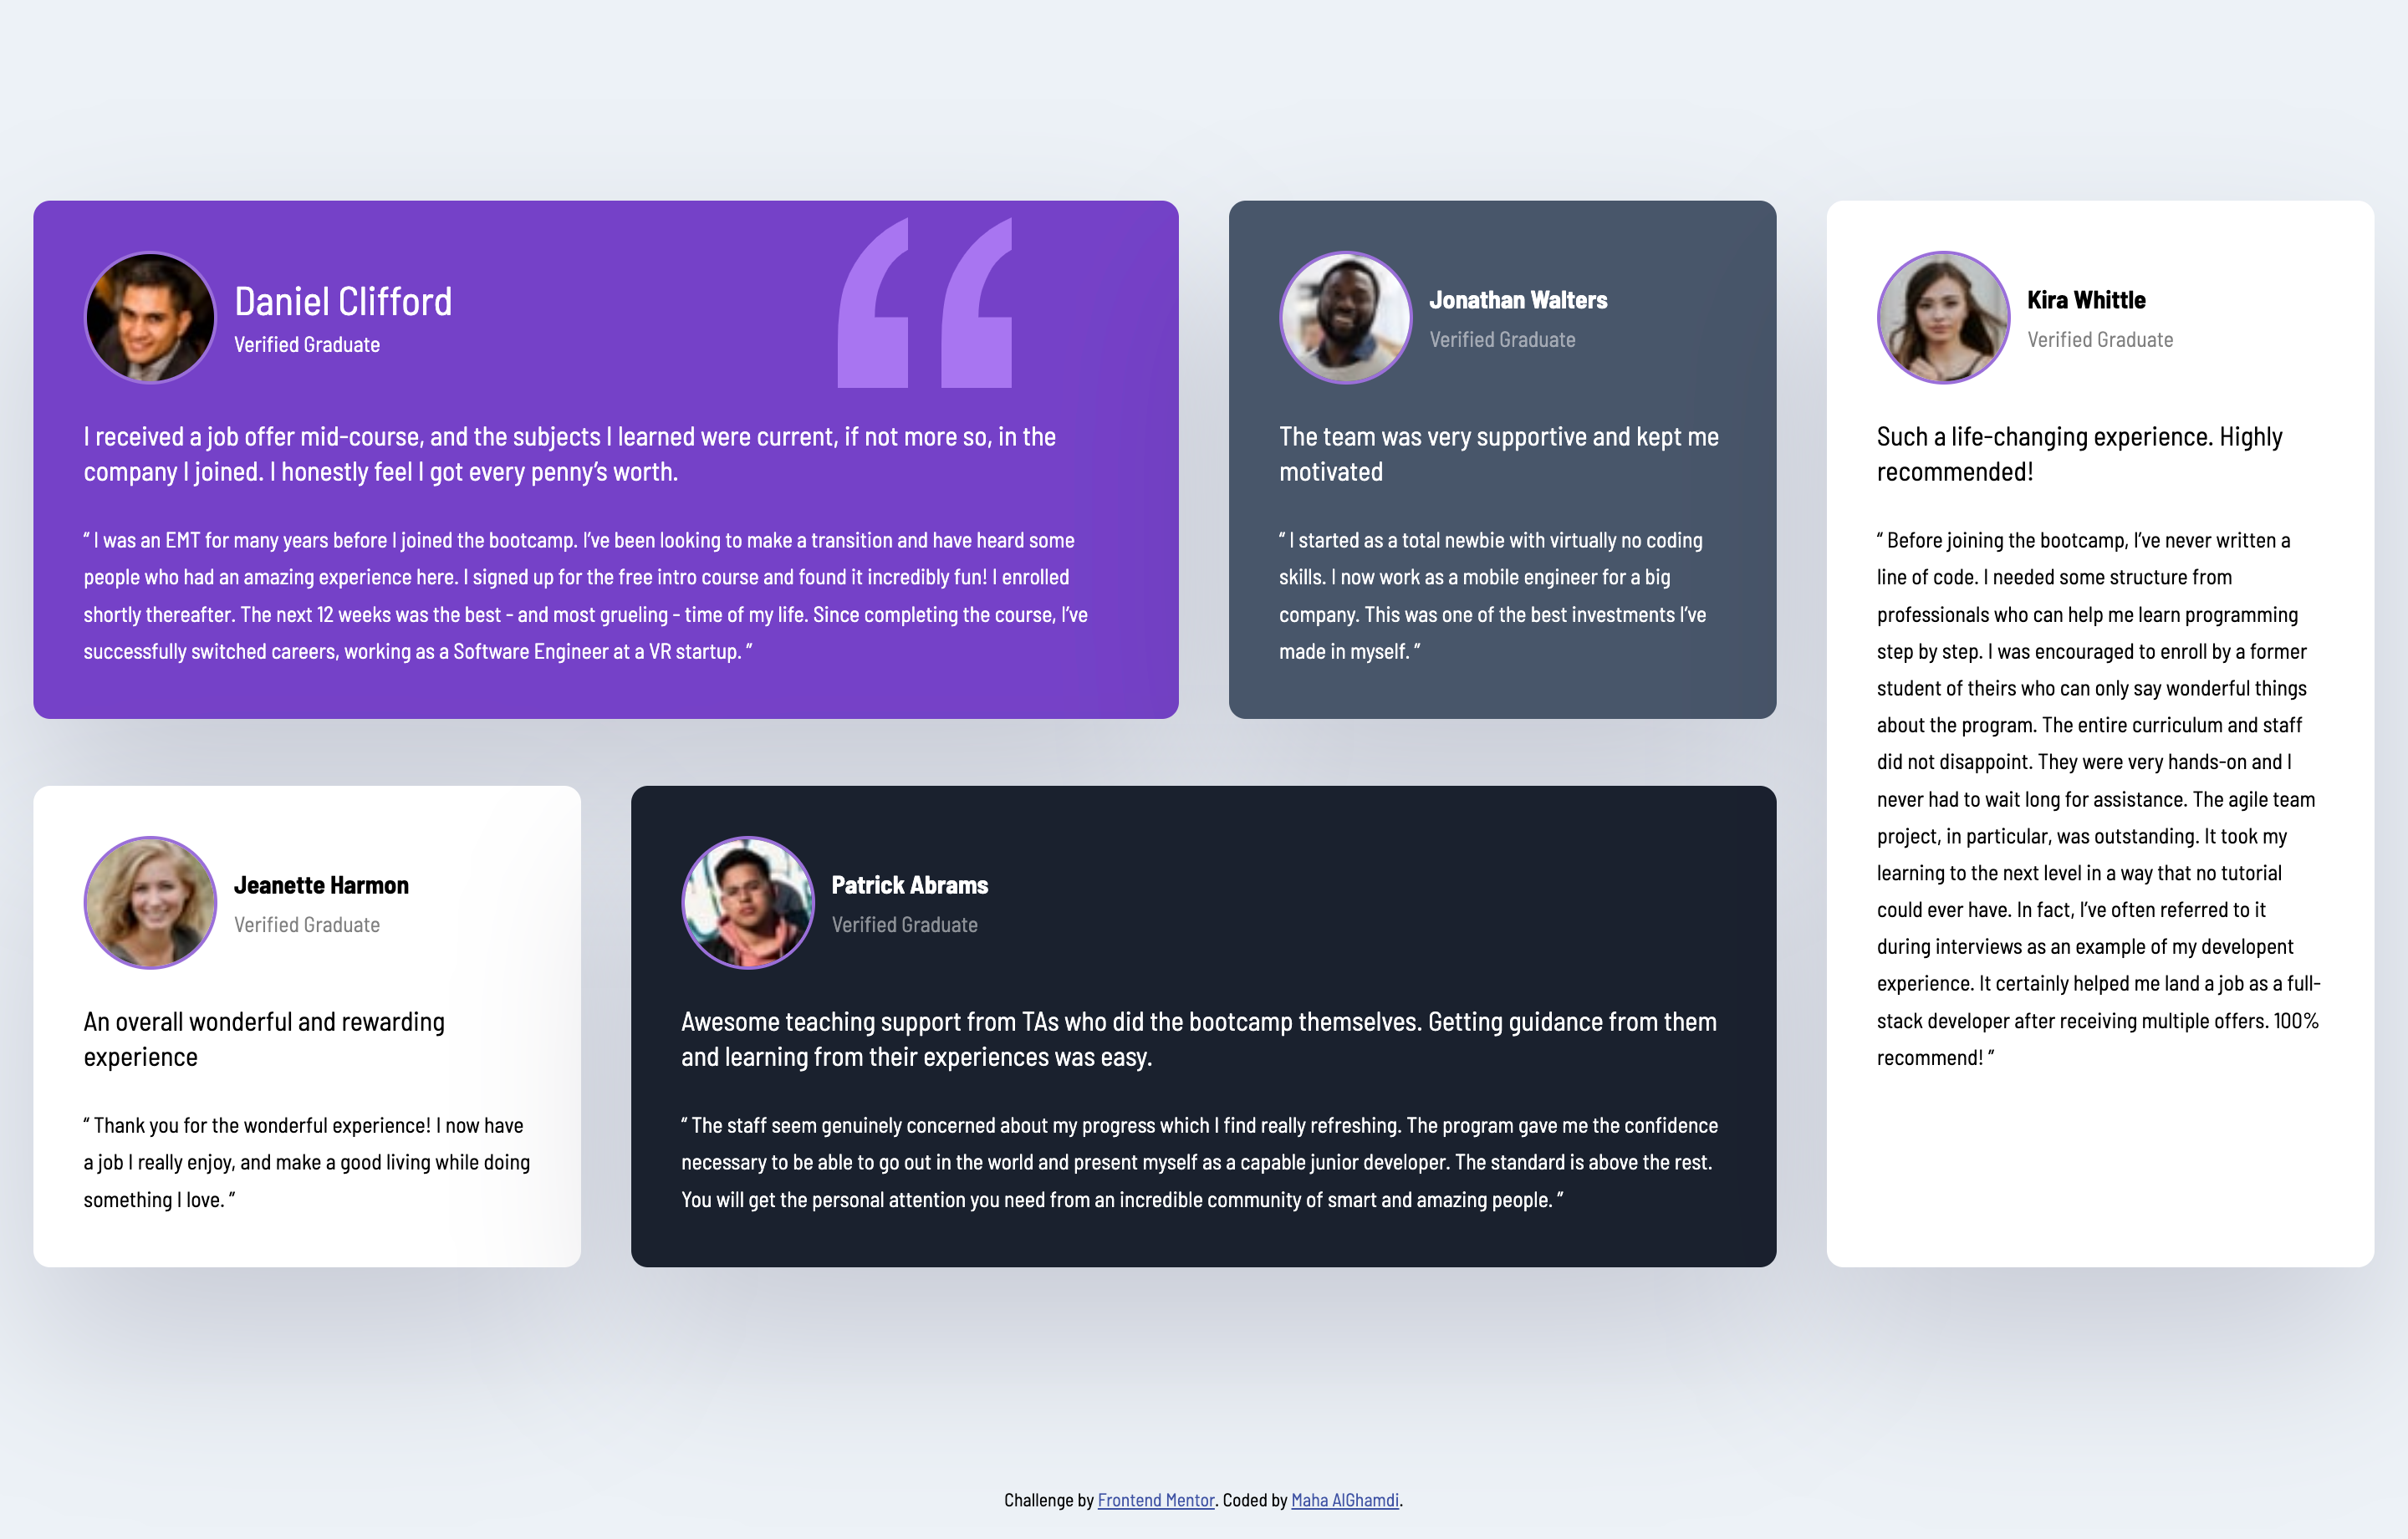 Daniel Clifford
Verified Graduate
I received a job offer mid-course, and the subjects I learned were current, if not more so, in the
company I joined. I honestly feel I got every penny’s worth.
“ I was an EMT for many years before I joined the bootcamp. I’ve been looking to make a transition and have heard some
people who had an amazing experience here. I signed up for the free intro course and found it incredibly fun! I enrolled
shortly thereafter. The next 12 weeks was the best - and most grueling - time of my life. Since completing the course, I’ve
successfully switched careers, working as a Software Engineer at a VR startup. ”
Jonathan Walters
Verified Graduate
The team was very supportive and kept me
motivated
“ I started as a total newbie with virtually no coding
skills. I now work as a mobile engineer for a big
company. This was one of the best investments I’ve
made in myself. ”
Kira Whittle
Verified Graduate
Such a life-changing experience. Highly
recommended!
“ Before joining the bootcamp, I’ve never written a
line of code. I needed some structure from
professionals who can help me learn programming
step by step. I was encouraged to enroll by a former
student of theirs who can only say wonderful things
about the program. The entire curriculum and staff
did not disappoint. They were very hands-on and I
never had to wait long for assistance. The agile team
project, in particular, was outstanding. It took my
learning to the next level in a way that no tutorial
could ever have. In fact, I’ve often referred to it
during interviews as an example of my developent
experience. It certainly helped me land a job as a full-
stack developer after receiving multiple offers. 100%
recommend! ”
Jeanette Harmon
Verified Graduate
An overall wonderful and rewarding
experience
“ Thank you for the wonderful experience! I now have
a job I really enjoy, and make a good living while doing
something I love. ”
Patrick Abrams
Verified Graduate
Awesome teaching support from TAs who did the bootcamp themselves. Getting guidance from them
and learning from their experiences was easy.
“ The staff seem genuinely concerned about my progress which I find really refreshing. The program gave me the confidence
necessary to be able to go out in the world and present myself as a capable junior developer. The standard is above the rest.
You will get the personal attention you need from an incredible community of smart and amazing people. ”
Challenge by Frontend Mentor. Coded by Maha AlGhamdi.